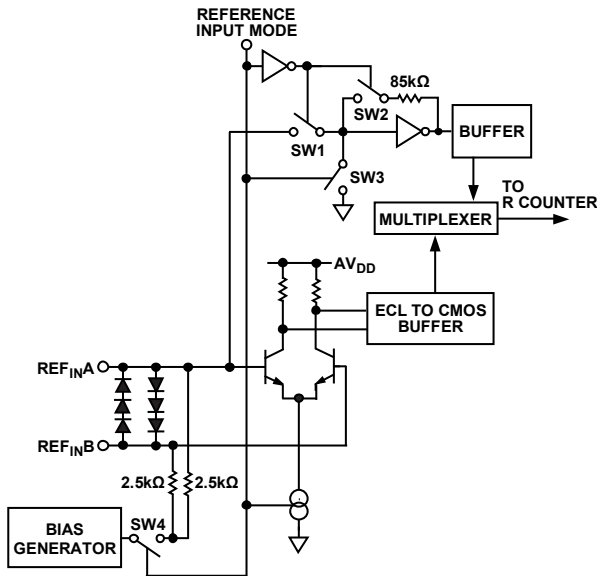 REFERENCE
INPUT MODE
85kΩ
SW2
SW1
BUFFER
SW3
TO
R COUNTER
MULTIPLEXER
AVDD
ECL TO CMOS
BUFFER
REFINA
REFINB
2.5kΩ
2.5kΩ
BIAS
GENERATOR
SW4